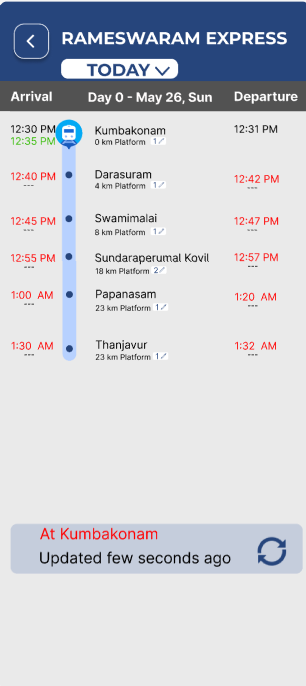 RAMESWARAM EXPRESS
TODAY
Arrival Day 0 - May 26, Sun Departure
12:30 PM Kumbakonam 12:31 PM
12:35 PM 0 km Platform 1
12:40 PM Darasuram 12:42 PM
--- 4 km Platform 1 ---
12:45 PM Swamimalai 12:47 PM
--- 8 km Platform 1 ---
12:55 PM Sundaraperumal Kovil 12:57 PM
--- 18 km Platform 2 ---
1:00 AM Papanasam 1:20 AM
--- 23 km Platform 1 ---
1:30 AM Thanjavur 1:32 AM
--- 23 km Platform 1 ---
At Kumbakonam
Updated few seconds ago